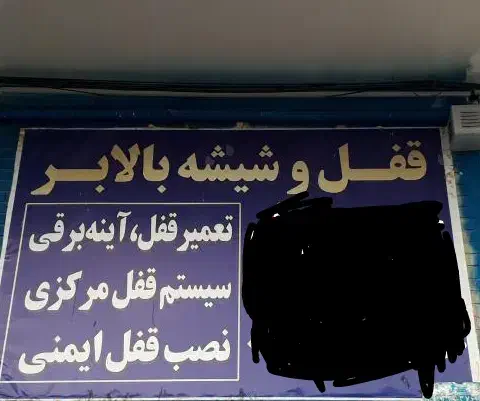 قفل و شیشه بالابر
تعمیر قفل، آینه‌برقی
سیستم قفل مرکزی
نصب قفل ایمنی